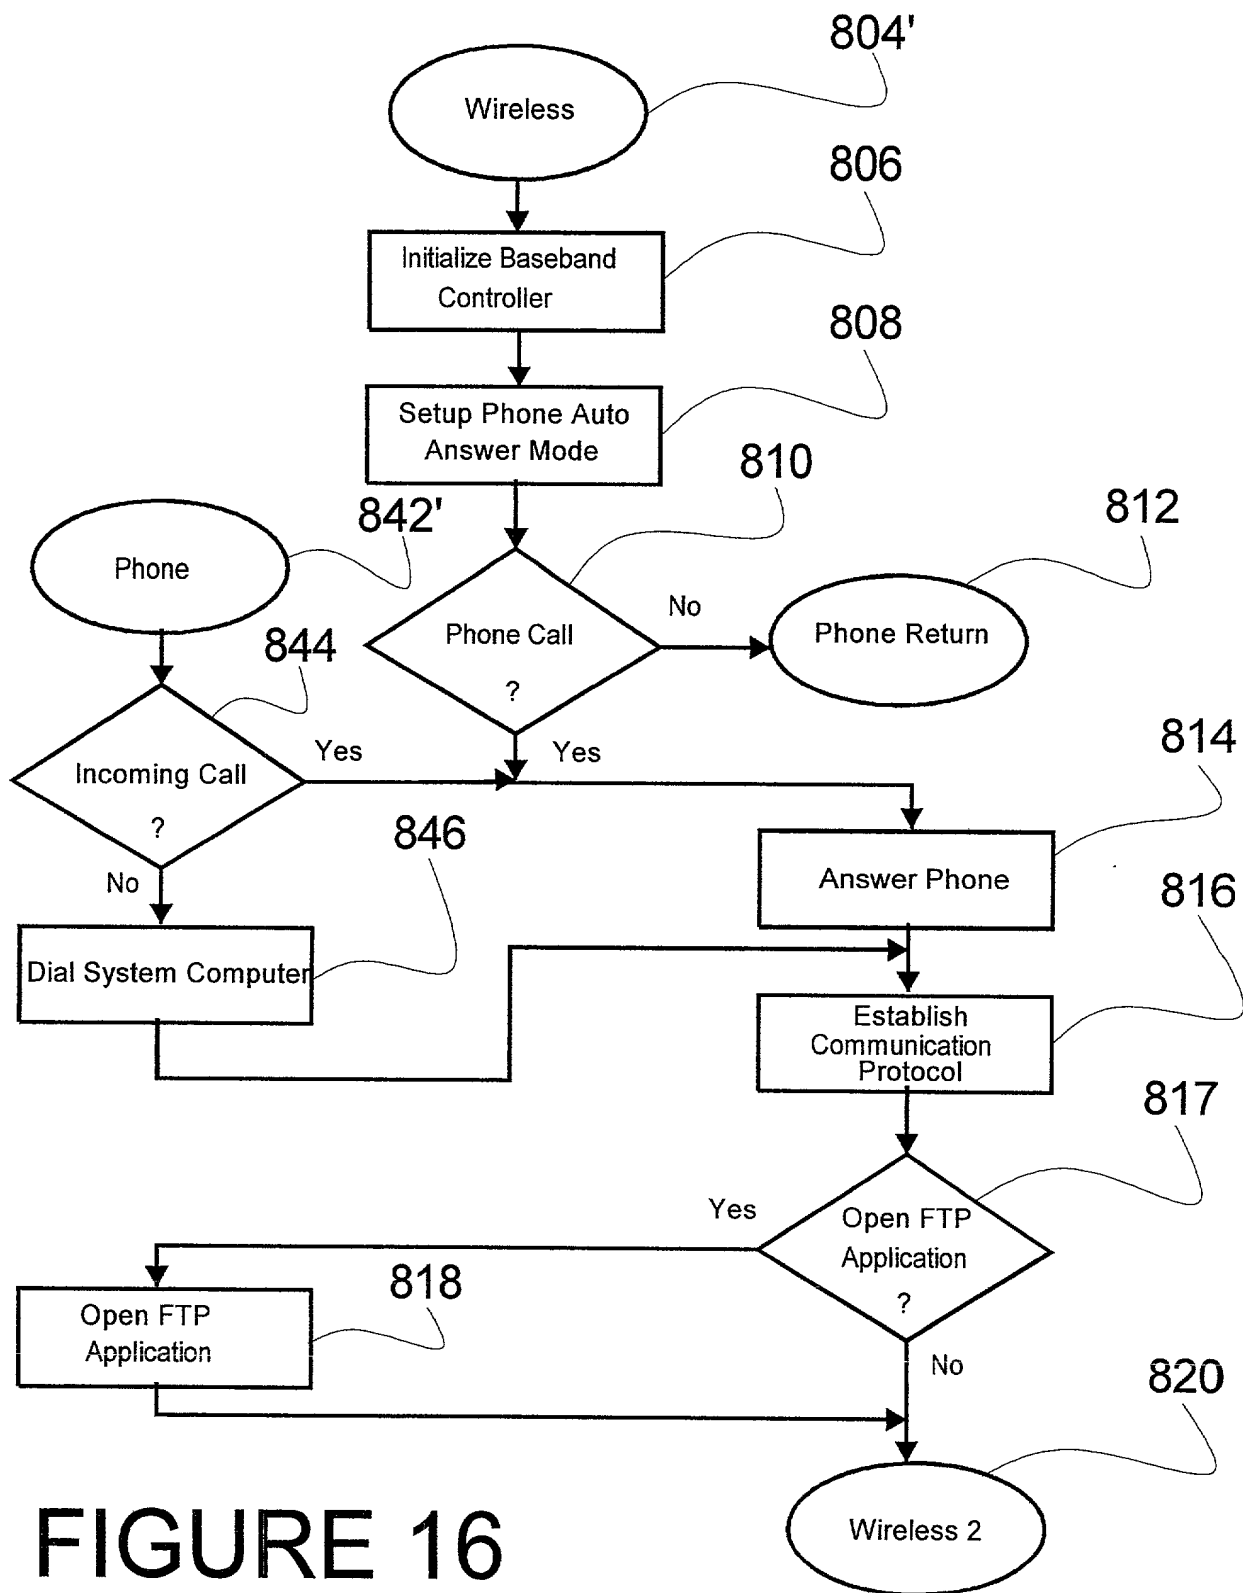 804'
Wireless
806
Initialize Baseband
Controller
808
Setup Phone Auto
Answer Mode
810
842'
812
Phone
Phone Call
?
No
Phone Return
844
Incoming Call
?
Yes
Yes
814
No
846
Answer Phone
816
Dial System Computer
Establish
Communication
Protocol
817
Yes
Open FTP
Application
?
818
Open FTP
Application
No
820
Wireless 2
FIGURE 16